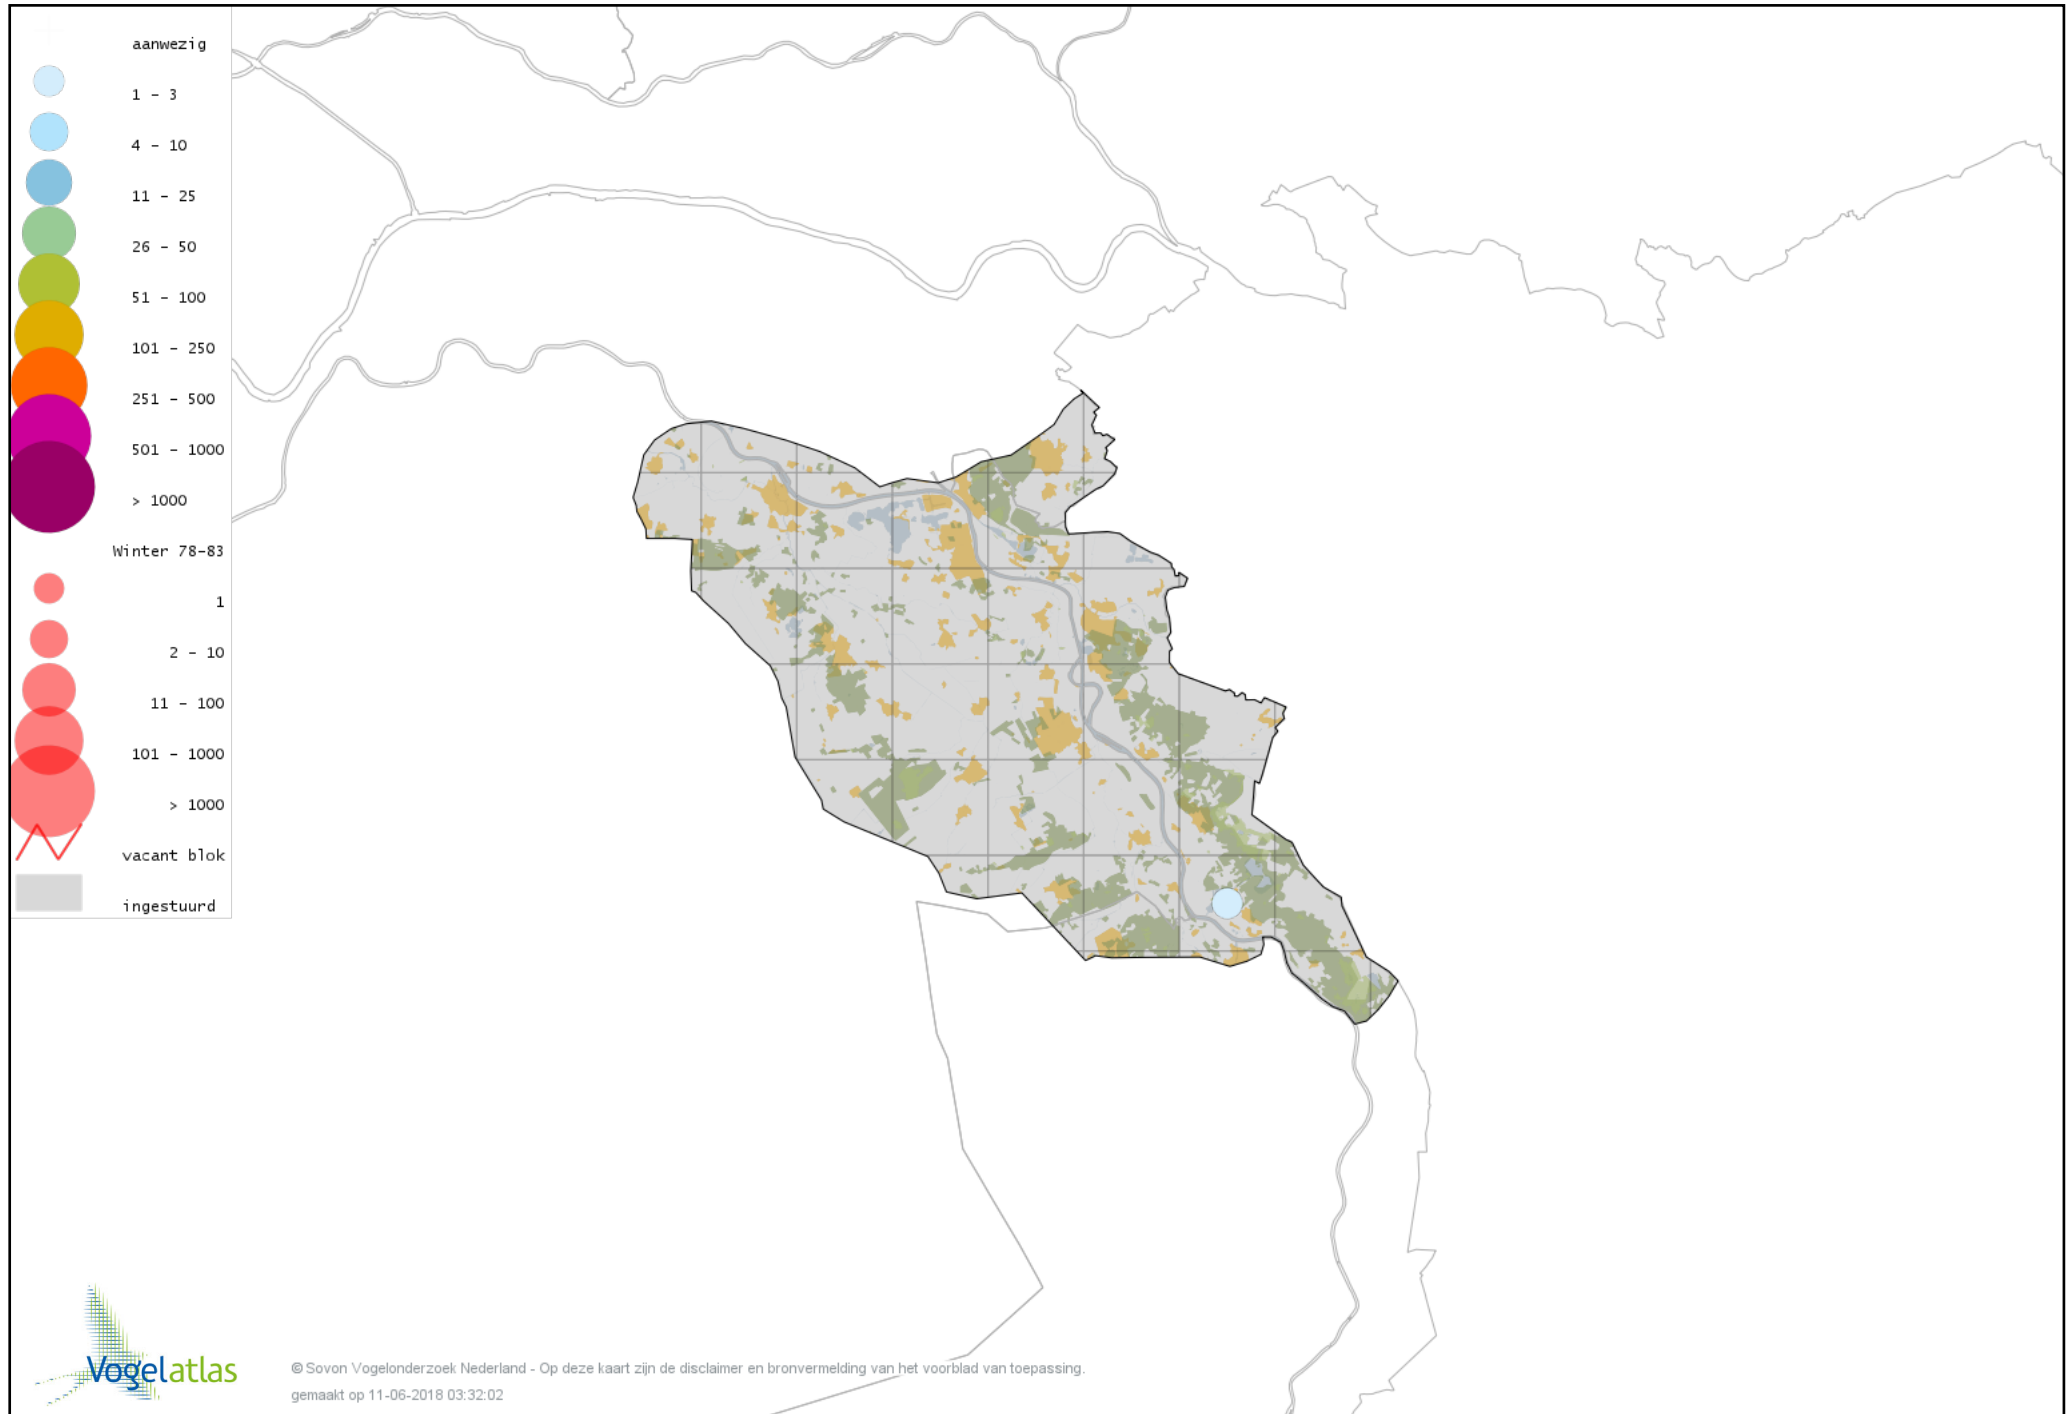 aanwezig
1 - 3
4 - 10
11 - 25
26 - 50
51 - 100
101 - 250
251 - 500
501 - 1000
> 1000
Winter 78-83
1
2 - 10
11 - 100
101 - 1000
> 1000
vacant blok
ingestuurd
Vogelatlas
© Sovon Vogelonderzoek Nederland - Op deze kaart zijn de disclaimer en bronvermelding van het voorblad van toepassing.
gemaakt op 11-06-2018 03:32:02